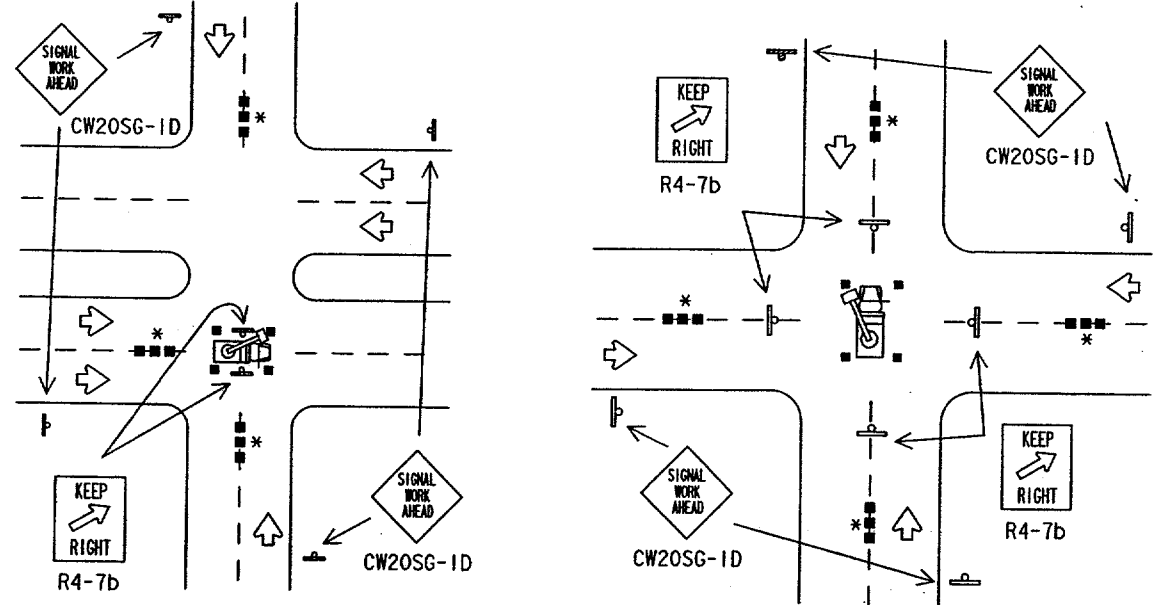 SIGNAL
WORK
AHEAD
CW20SG-1D
*
*
*
KEEP
RIGHT
R4-7b
SIGNAL
WORK
AHEAD
CW20SG-1D
KEEP
RIGHT
R4-7b
*
SIGNAL
WORK
AHEAD
CW20SG-1D
*
*
SIGNAL
WORK
AHEAD
CW20SG-1D
*
KEEP
RIGHT
R4-7b